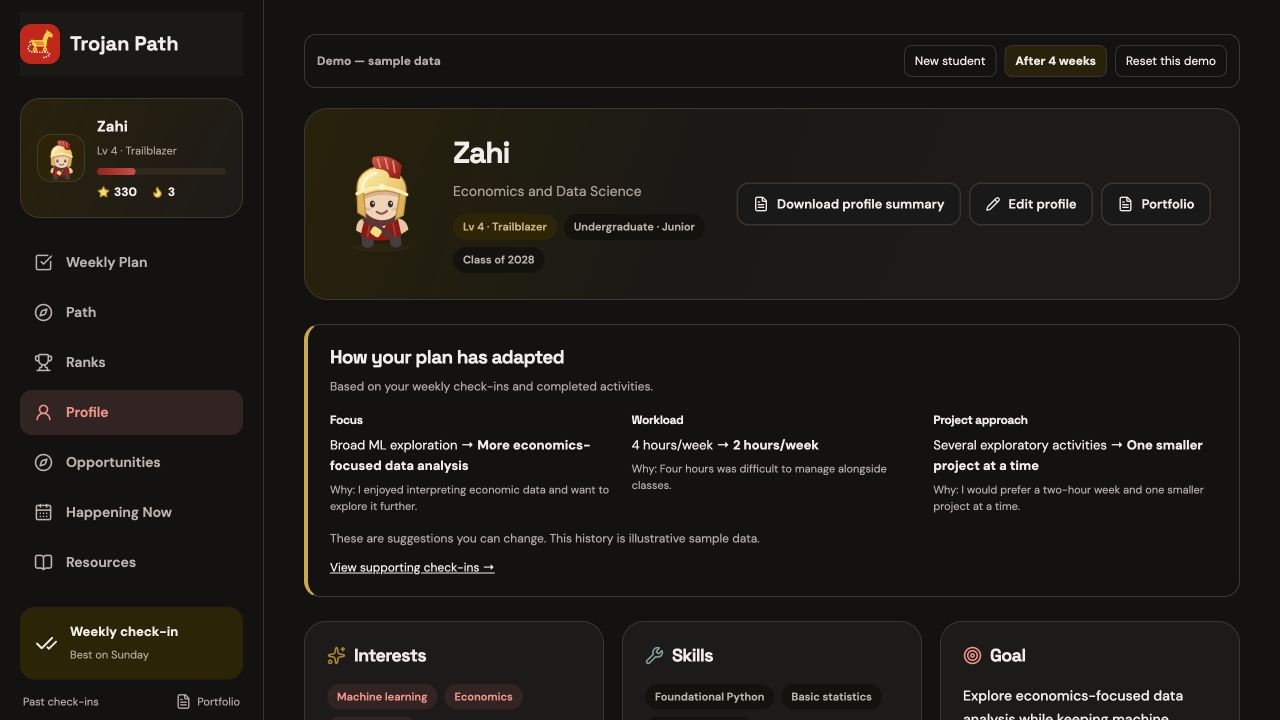 Trojan Path
Zahi
Lv 4 · Trailblazer
330 3
Weekly Plan
Path
Ranks
Profile
Opportunities
Happening Now
Resources
Weekly check-in
Best on Sunday
Past check-ins
Portfolio
Demo — sample data
New student
After 4 weeks
Reset this demo
Zahi
Economics and Data Science
Lv 4 · Trailblazer
Undergraduate · Junior
Class of 2028
Download profile summary
Edit profile
Portfolio
How your plan has adapted
Based on your weekly check-ins and completed activities.
Focus
Broad ML exploration → More economics-
focused data analysis
Why: I enjoyed interpreting economic data and want to
explore it further.
Workload
4 hours/week → 2 hours/week
Why: Four hours was difficult to manage alongside
classes.
Project approach
Several exploratory activities → One smaller
project at a time
Why: I would prefer a two-hour week and one smaller
project at a time.
These are suggestions you can change. This history is illustrative sample data.
View supporting check-ins →
Interests
Machine learning
Economics
Skills
Foundational Python
Basic statistics
Goal
Explore economics-focused data
analysis while keeping machine